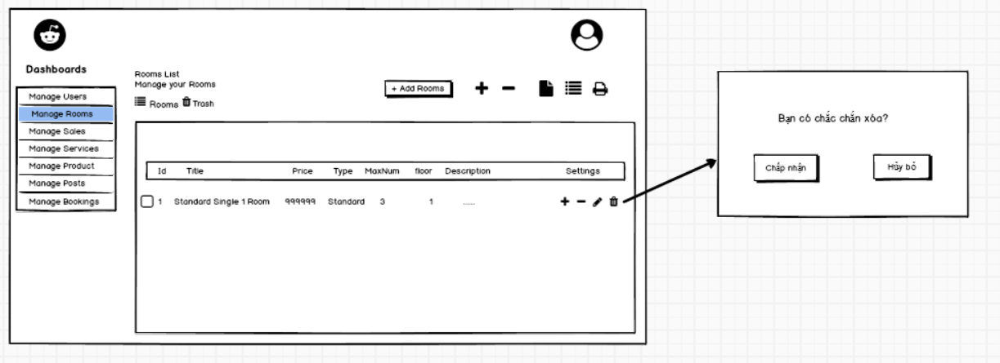 Dashboards
Manage Users
Manage Rooms
Manage Sales
Manage Services
Manage Product
Manage Posts
Manage Bookings
Rooms List
Manage your Rooms
Rooms Trash
+ Add Rooms
Id Title Price Type MaxNum floor Description Settings
1 Standard Single 1 Room 999999 Standard 3 1 .....
Bạn có chắc chắn xóa?
Chấp nhận Hủy bỏ